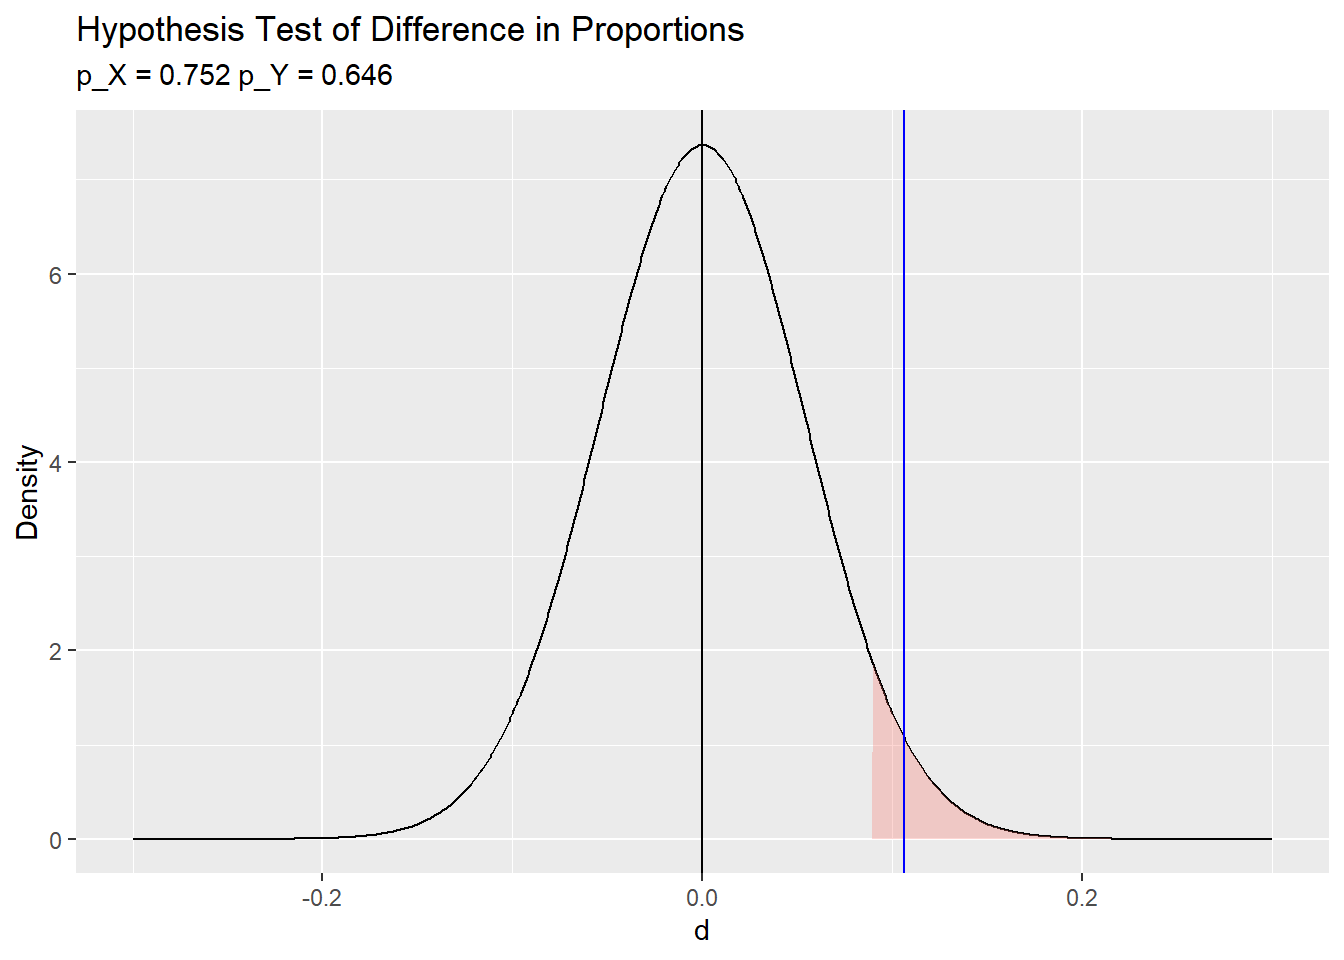 Hypothesis Test of Difference in Proportions
p_X = 0.752 p_Y = 0.646
Density
6
4
2
0
-0.2
0.0
0.2
d